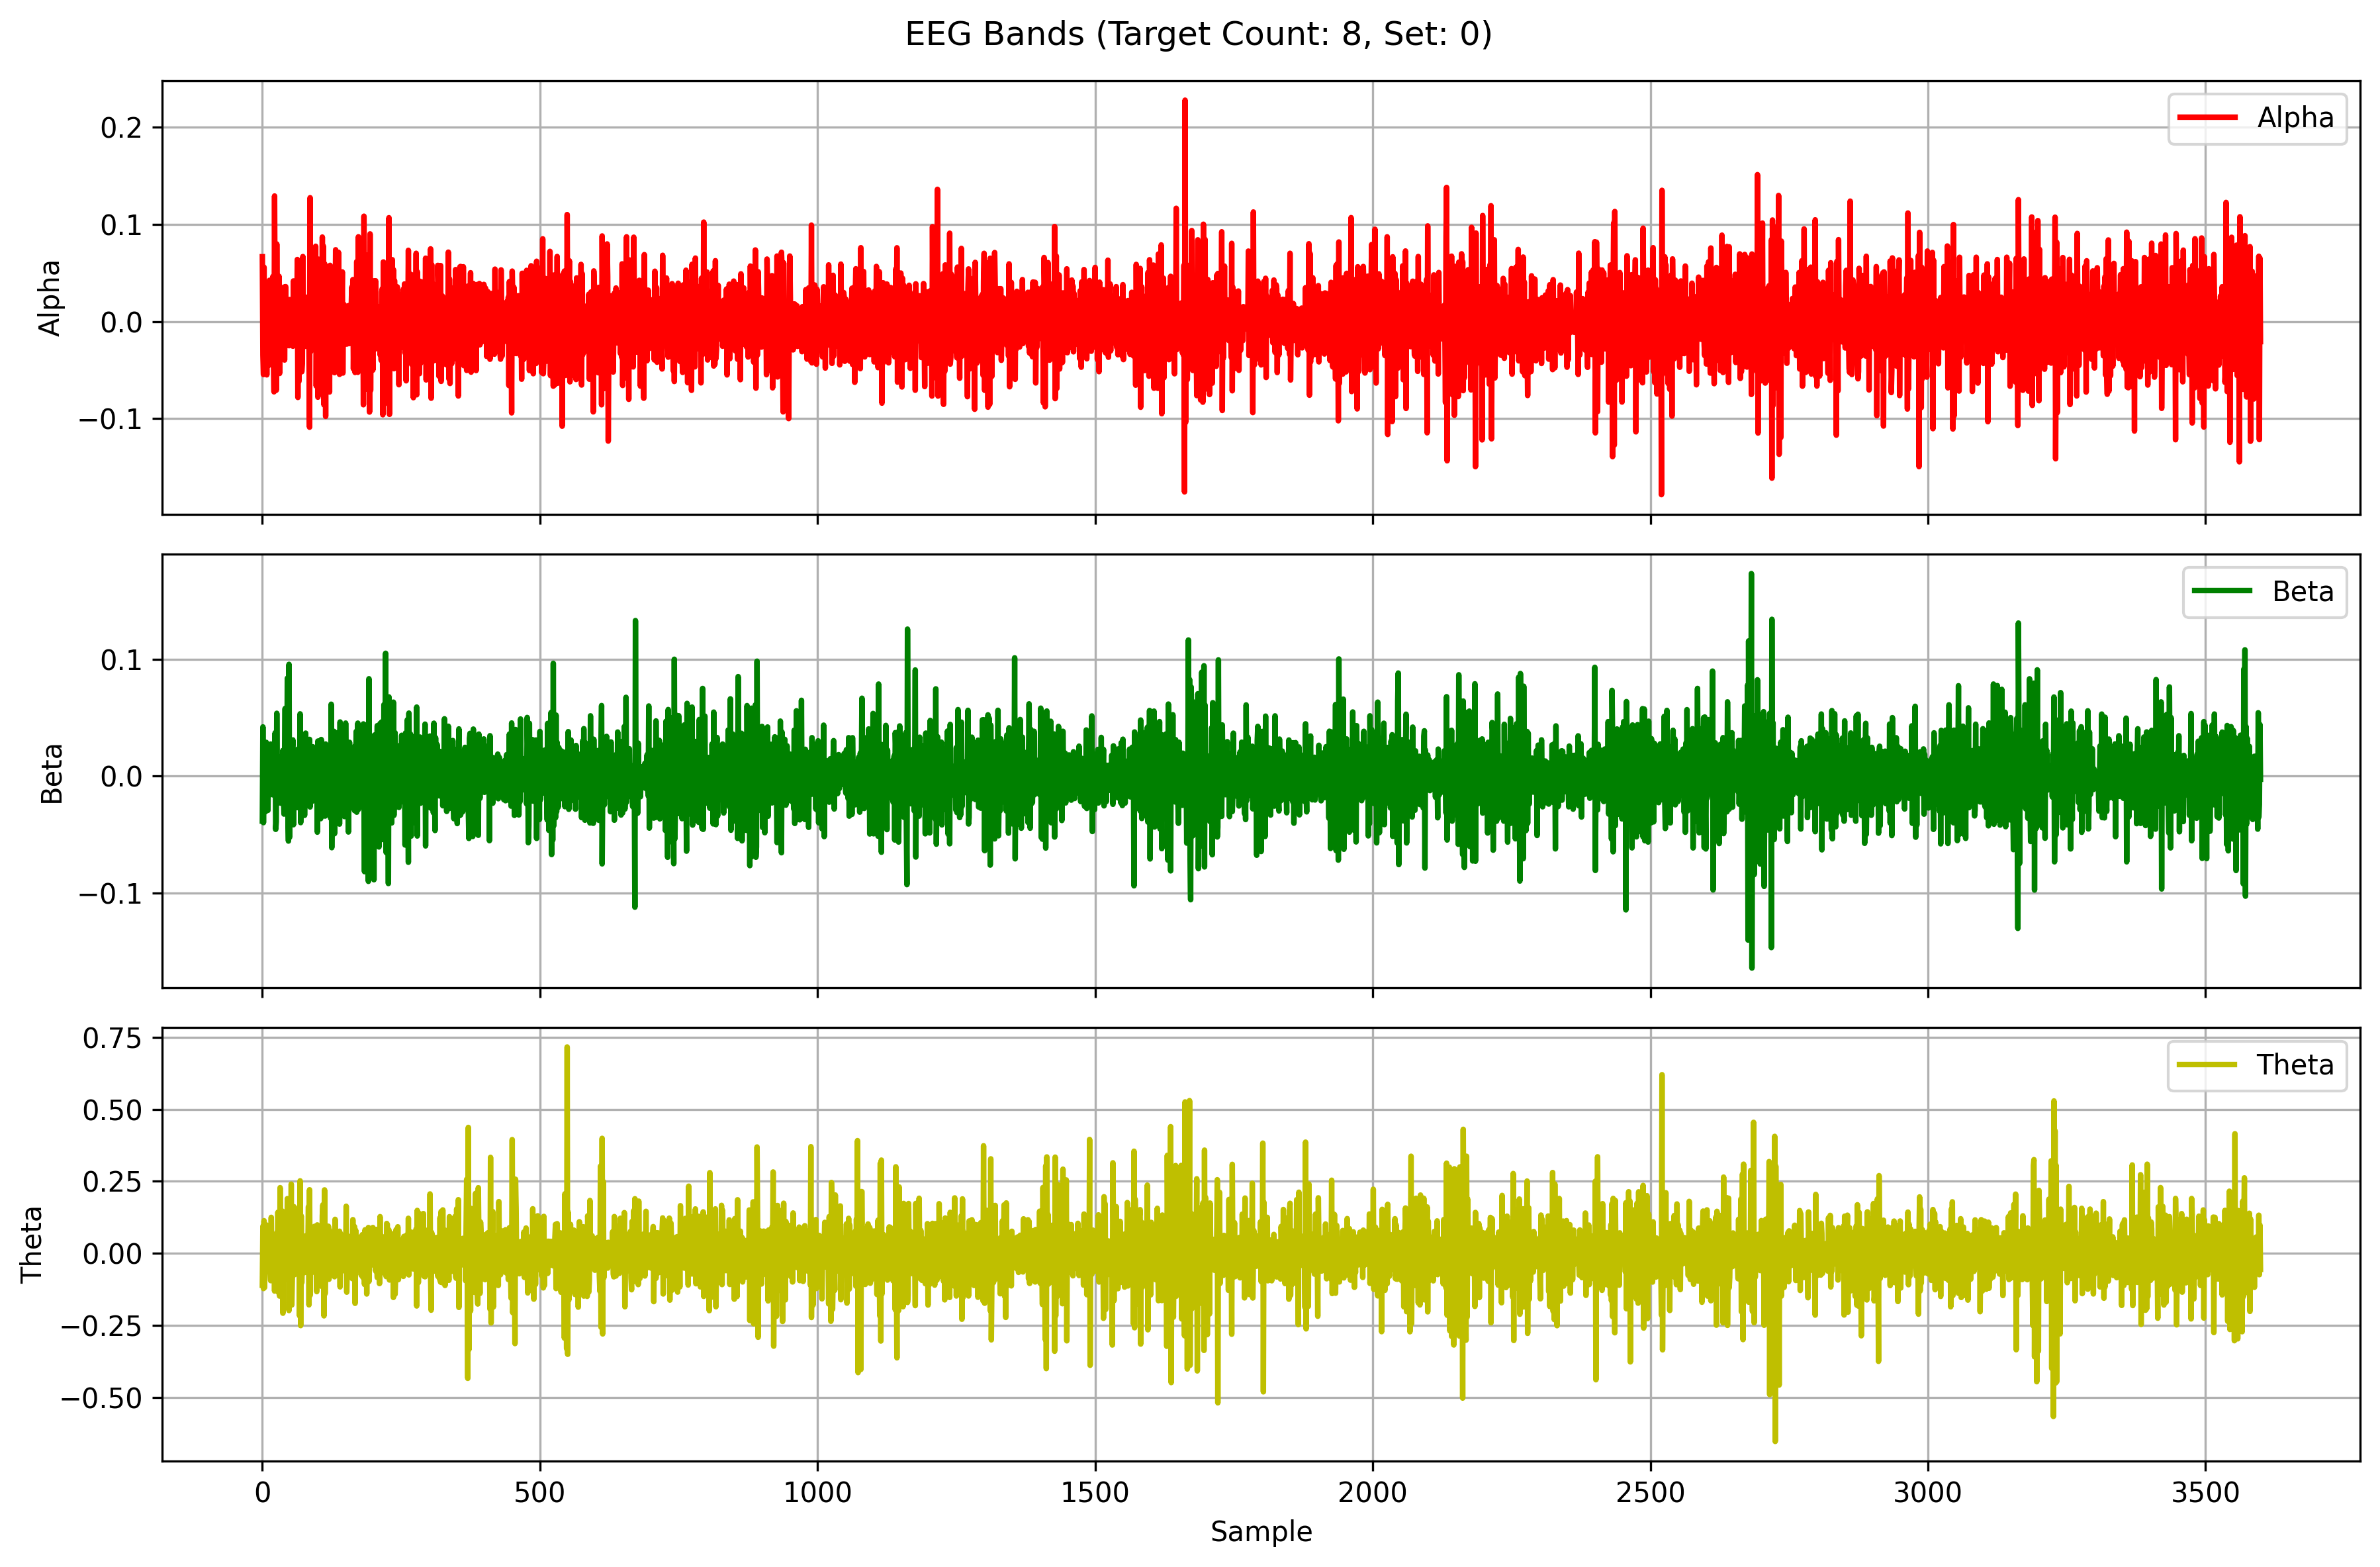 EEG Bands (Target Count: 8, Set: 0)
Alpha
0.2
0.1
0.0
−0.1
Alpha
Beta
0.1
0.0
−0.1
Beta
Theta
0.75
0.50
0.25
0.00
−0.25
−0.50
Theta
0 500 1000 1500 2000 2500 3000 3500
Sample